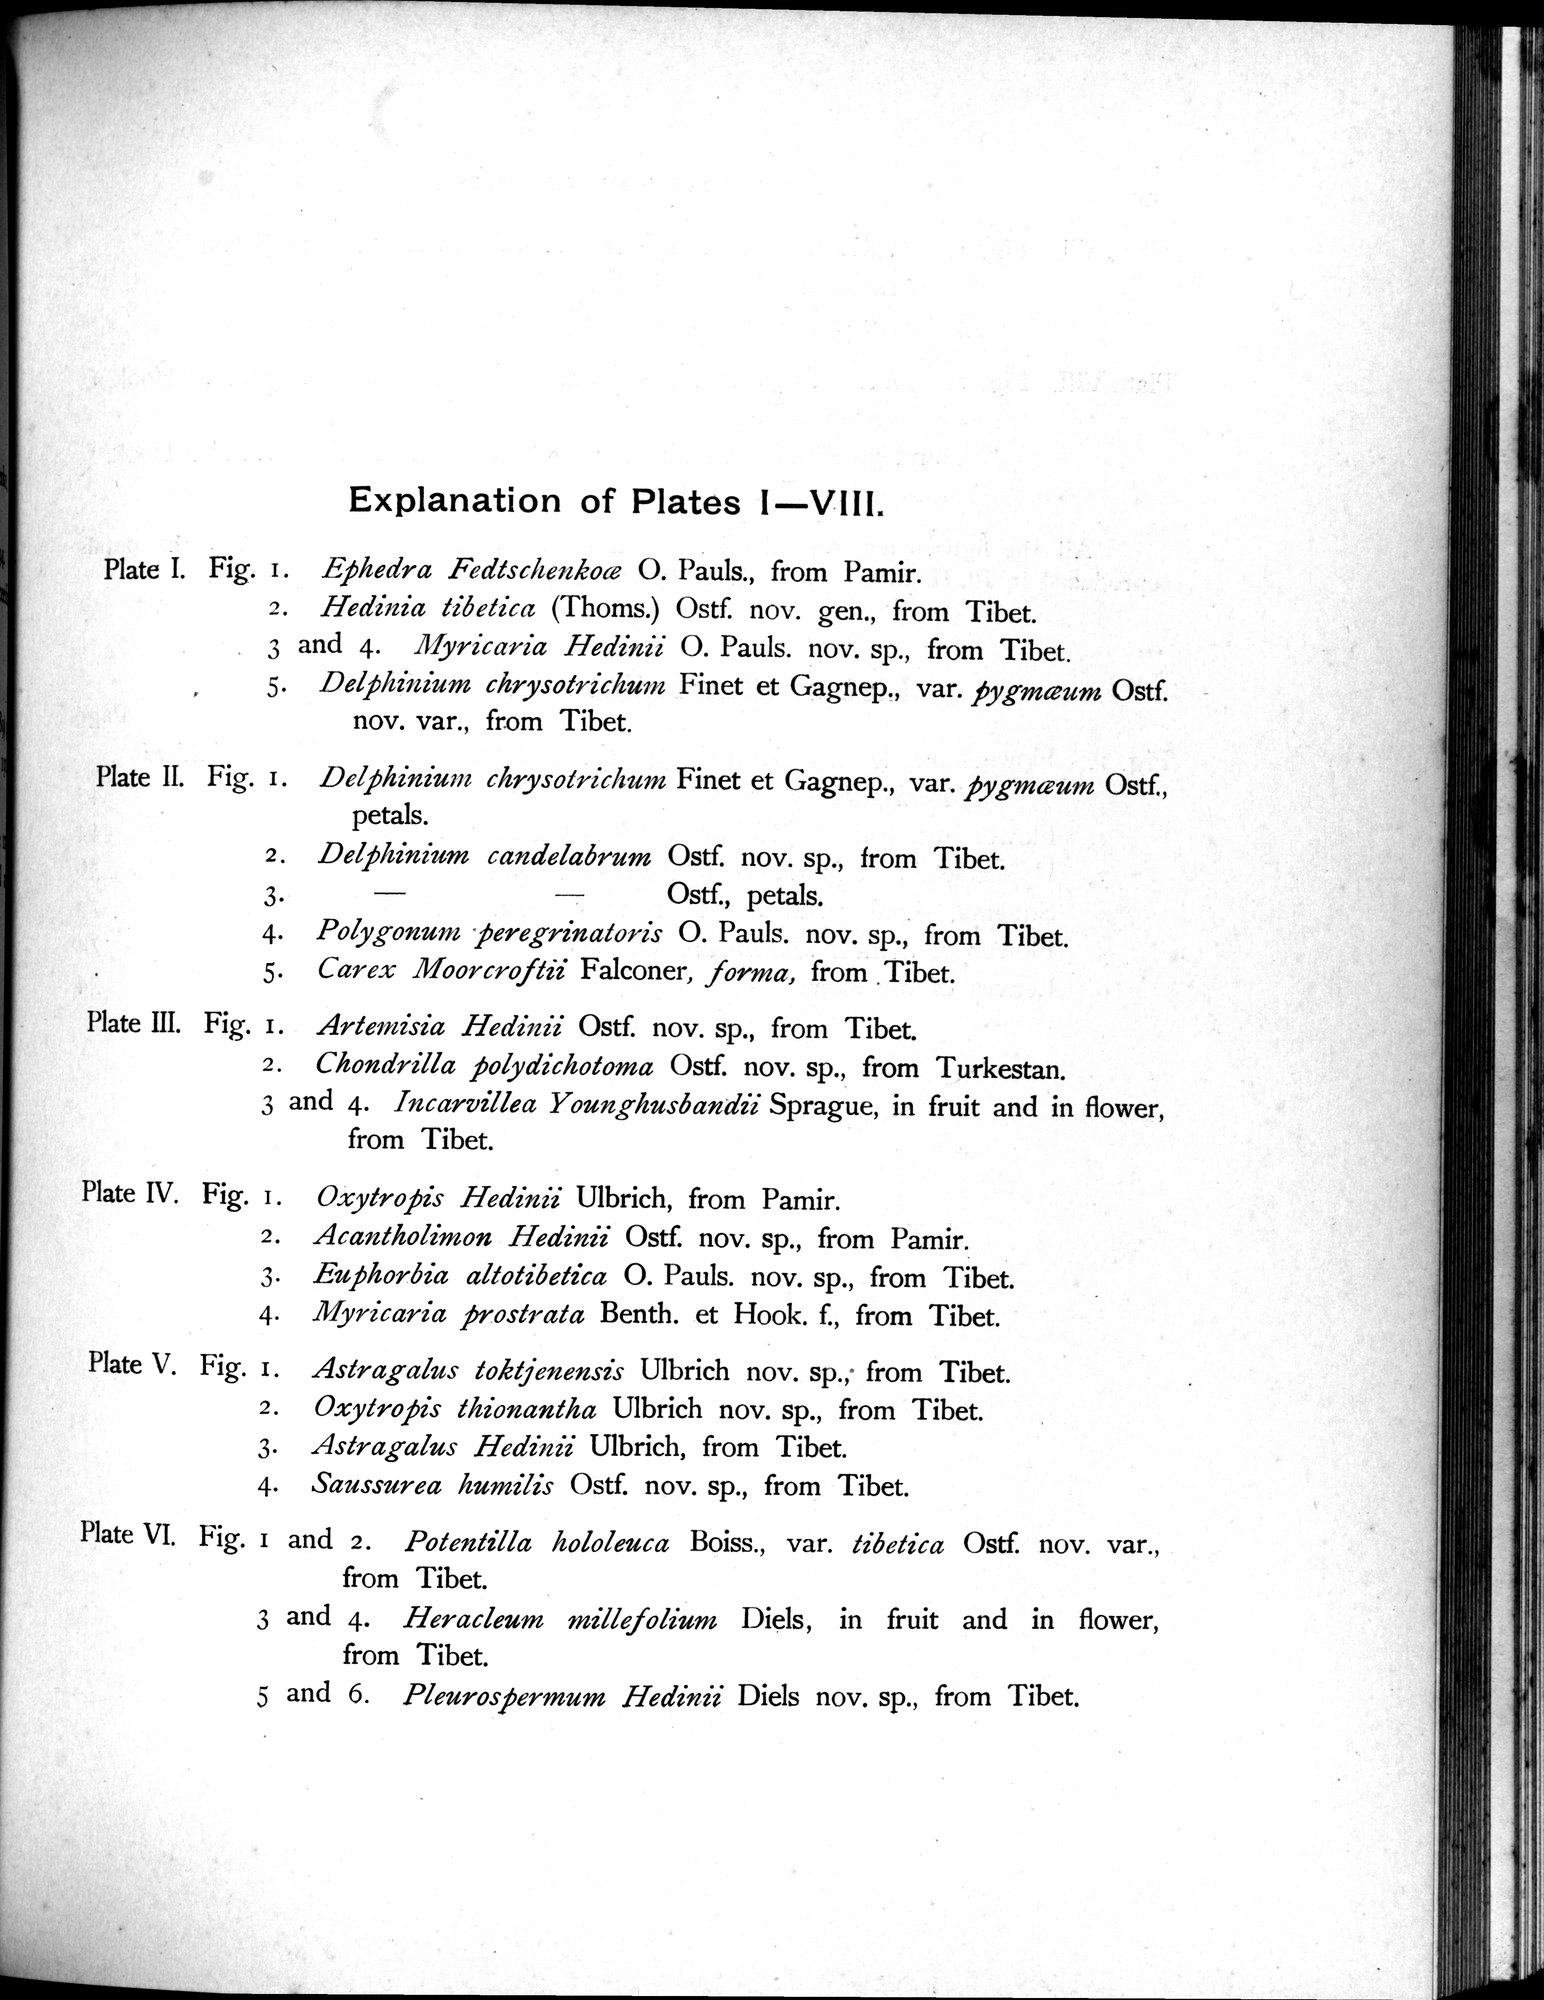 Explanation of Plates I—VIII.
Plate I. Fig. 1. Ephedra Fedtschenkoæ O. Pauls., from Pamir.
2. Hedinia tibetica (Thoms.) Ostf. nov. gen., from Tibet.
3 and 4. Myricaria Hedinii O. Pauls. nov. sp., from Tibet.
5. Delphinium chrysotrichum Finet et Gagnep., var. pygmæum Ostf.
nov. var., from Tibet.
Plate II. Fig. 1. Delphinium chrysotrichum Finet et Gagnep., var. pygmæum Ostf.,
petals.
2. Delphinium candelabrum Ostf. nov. sp., from Tibet.
3. — — Ostf., petals.
4. Polygonum peregrinatoris O. Pauls. nov. sp., from Tibet.
5. Carex Moorcroftii Falconer, forma, from Tibet.
Plate III. Fig. 1. Artemisia Hedinii Ostf. nov. sp., from Tibet.
2. Chondrilla polydichotoma Ostf. nov. sp., from Turkestan.
3 and 4. Incarvillea Younghusbandii Sprague, in fruit and in flower,
from Tibet.
Plate IV. Fig. 1. Oxytropis Hedinii Ulbrich, from Pamir.
2. Acantholimon Hedinii Ostf. nov. sp., from Pamir.
3. Euphorbia altotibetica O. Pauls. nov. sp., from Tibet.
4. Myricaria prostrata Benth. et Hook. f., from Tibet.
Plate V. Fig. 1. Astragalus toktjenensis Ulbrich nov. sp., from Tibet.
2. Oxytropis thionantha Ulbrich nov. sp., from Tibet.
3. Astragalus Hedinii Ulbrich, from Tibet.
4. Saussurea humilis Ostf. nov. sp., from Tibet.
Plate VI. Fig. 1 and 2. Potentilla hololeuca Boiss., var. tibetica Ostf. nov. var.,
from Tibet.
3 and 4. Heracleum millefolium Diels, in fruit and in flower,
from Tibet.
5 and 6. Pleurospermum Hedinii Diels nov. sp., from Tibet.